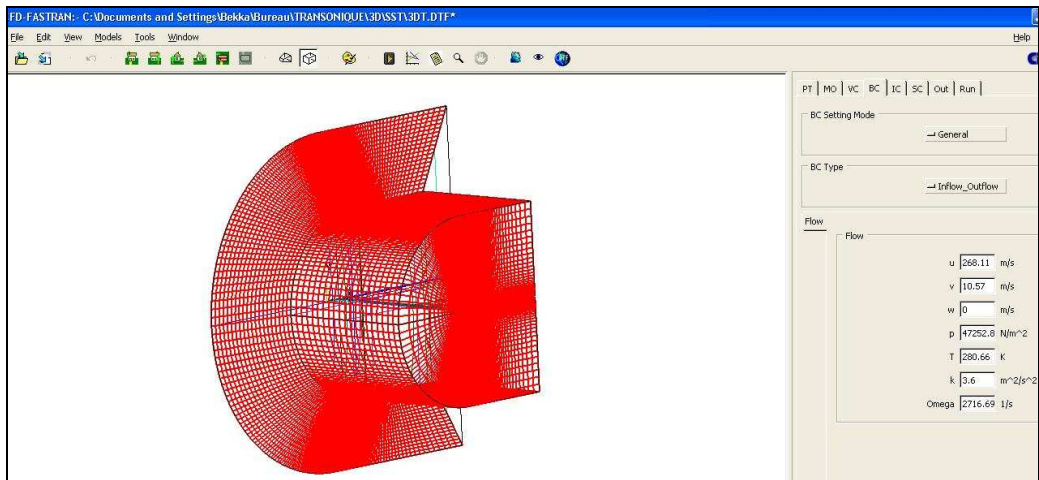 FD-FASTRAN:- C:\Documents and Settings\Bekka\Bureau\TRANSONIQUE\3D\SST\3DT.DTF*
File Edit View Models Tools Window Help
PT MO VC BC IC SC Out Run
BC Setting Mode
General
BC Type
Inflow_Outflow
Flow
Flow
u 268.11 m/s
v 10.57 m/s
w 0 m/s
p 47252.8 N/m^2
T 280.66 K
k 3.6 m^2/s^2
Omega 2716.69 1/s